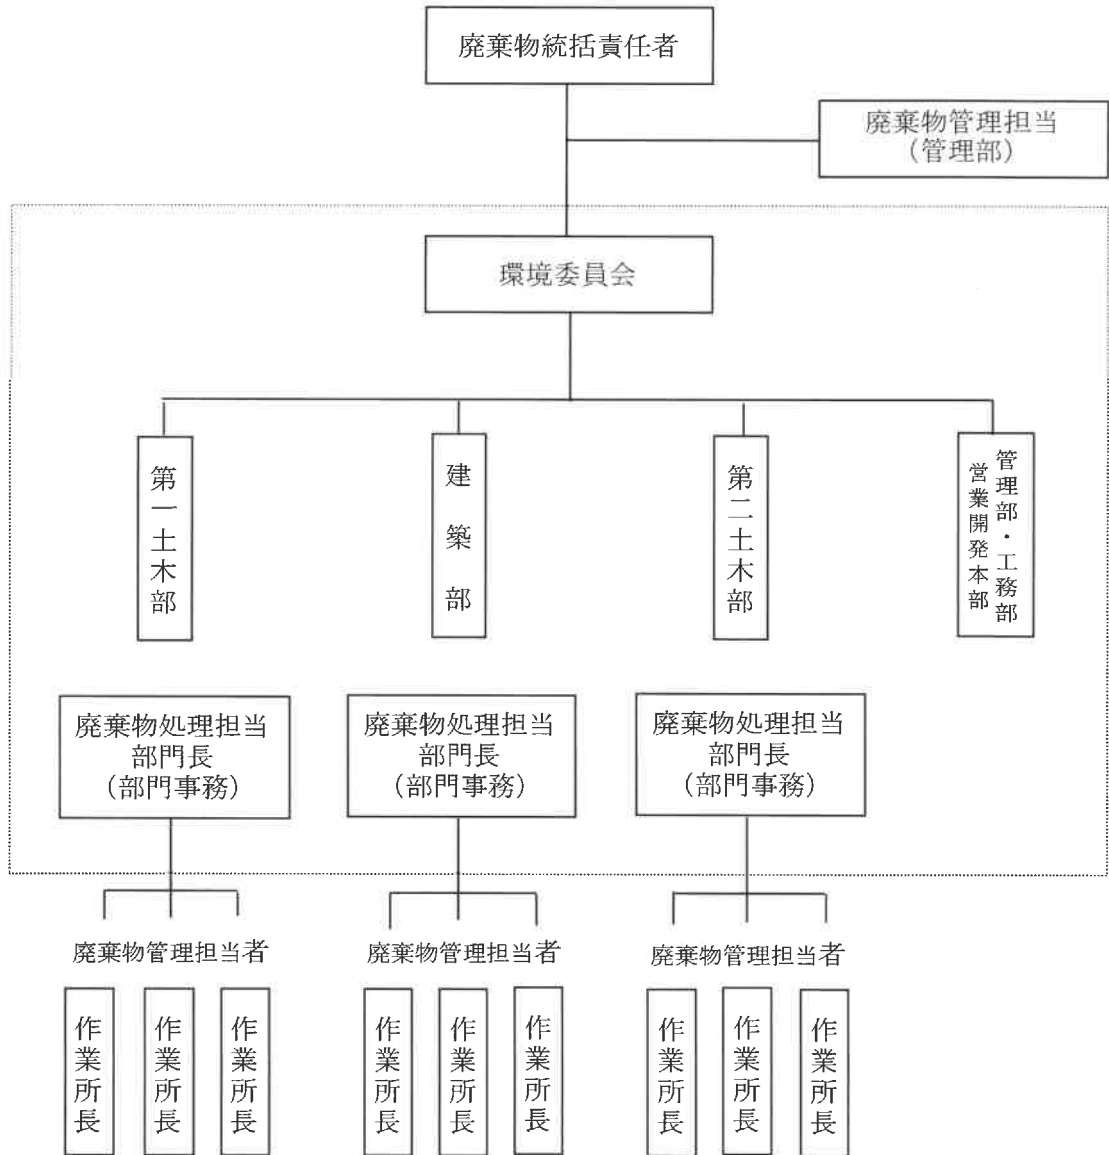 廃棄物統括責任者
廃棄物管理担当
（管理部）
環境委員会
第一土木部
建築部
第二土木部
管理部・工務部
営業開発本部
廃棄物処理担当
部門長
（部門事務）
廃棄物処理担当
部門長
（部門事務）
廃棄物処理担当
部門長
（部門事務）
廃棄物管理担当者
廃棄物管理担当者
廃棄物管理担当者
作業所長
作業所長
作業所長
作業所長
作業所長
作業所長
作業所長
作業所長
作業所長